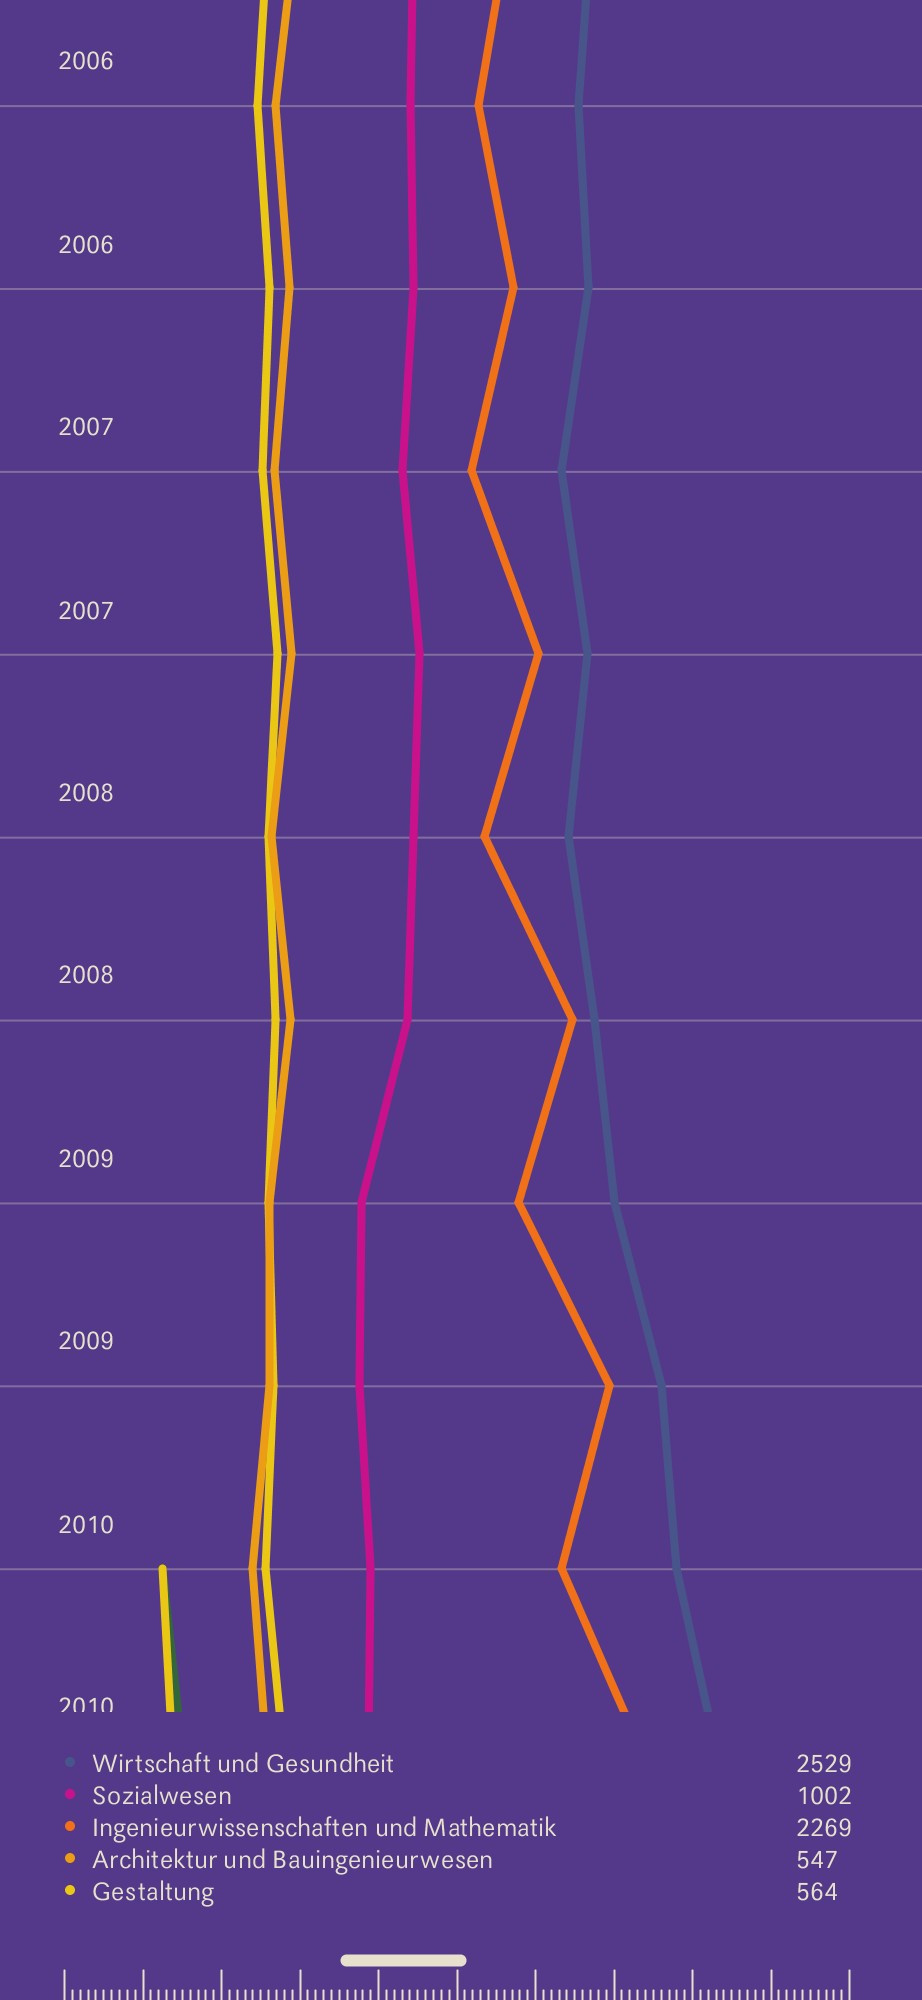 2006
2006
2007
2007
2008
2008
2009
2009
2010
2010
Wirtschaft und Gesundheit 2529
Sozialwesen 1002
Ingenieurwissenschaften und Mathematik 2269
Architektur und Bauingenieurwesen 547
Gestaltung 564